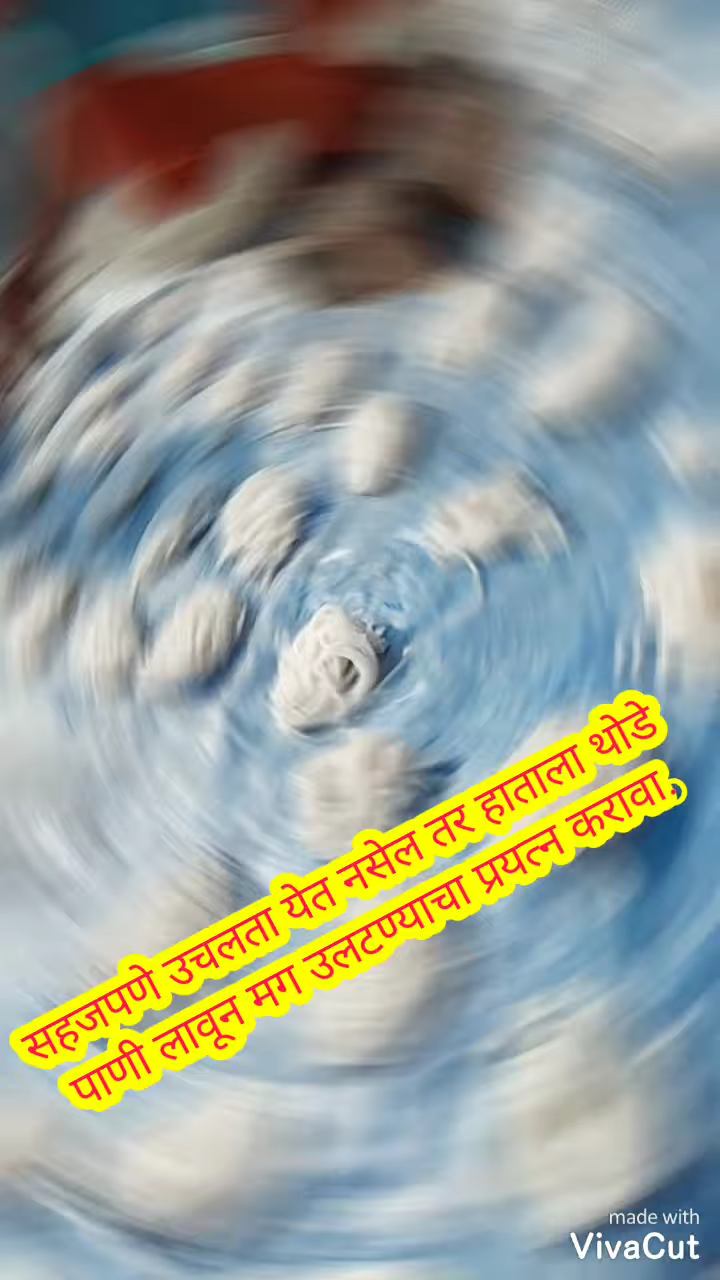 सहजपणे उचलता येत नसेल तर हाताला थोडे
पाणी लावून मग उलटण्याचा प्रयत्न करावा.
made with
VivaCut